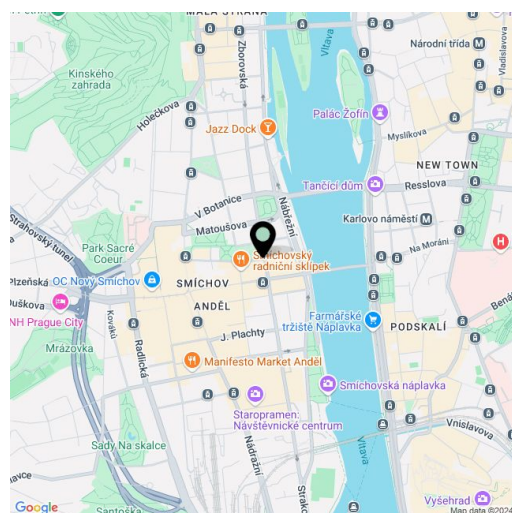 MALÁ STRANA
Kinského
zahrada
Holečkova
Zborovská
Vltava
Národní třída M
Vladislavova
Palác Žofín
Jazz Dock
Myslíkova
NEW TOWN
Tančící dům
Resslova
V Botanice
Nábřežní
Matoušova
Karlovo náměstí M
Strahovský tunel
Park Sacré
Coeur
Na Moráni
H
Smíchovský
radniční sklípek
Plzeňská
OC Nový Smíchov
SMÍCHOV
Duškova
ANDĚL
Kováků
Farmářské
tržiště Náplavka
NH Prague City
Radlická
J. Plachty
PODSKALÍ
Mrázovka
Manifesto Market Anděl
Smíchovská náplavka
Staropramen:
Návštěvnické centrum
Vnislavova
Sady Na skalce
Nádražní
Vltava
Santoška
Vyšehrad
Google
Map data ©2024